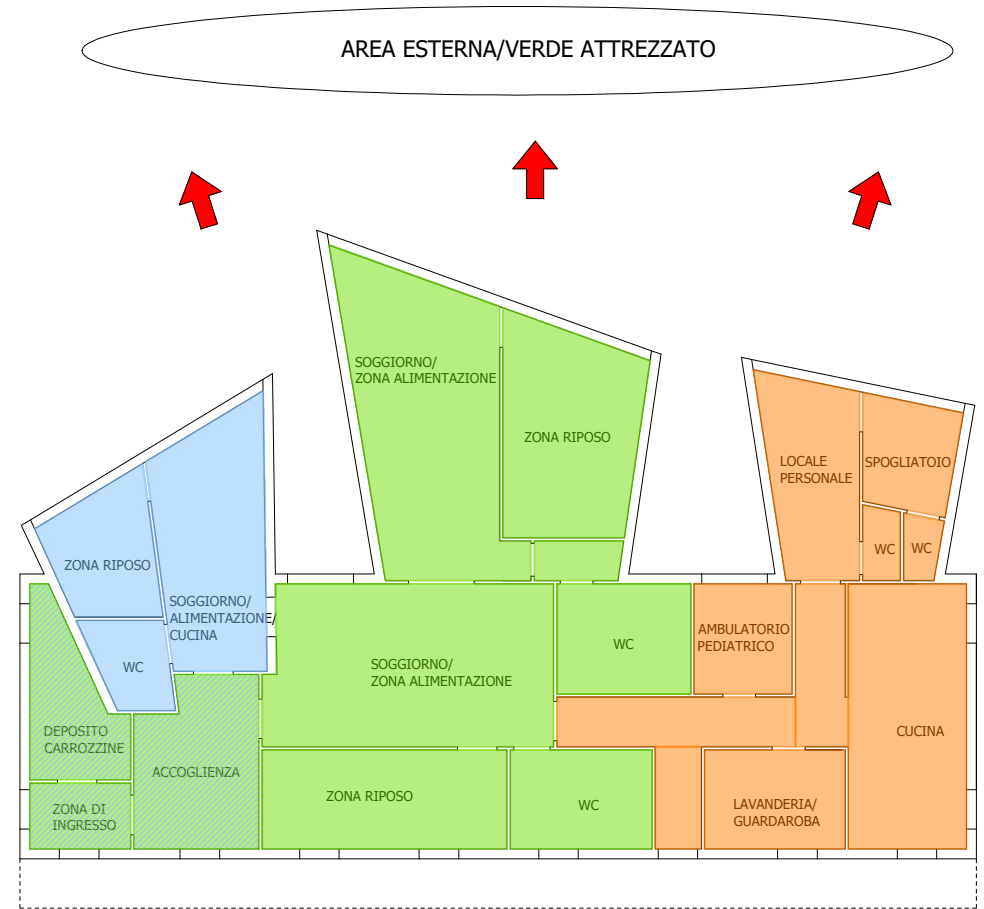 AREA ESTERNA/VERDE ATTREZZATO
SOGGIORNO/
ZONA ALIMENTAZIONE
ZONA RIPOSO
LOCALE
PERSONALE
SPOGLIATOIO
WC
WC
ZONA RIPOSO
SOGGIORNO/
ALIMENTAZIONE/
CUCINA
WC
SOGGIORNO/
ZONA ALIMENTAZIONE
WC
AMBULATORIO
PEDIATRICO
DEPOSITO
CARROZZINE
ACCOGLIENZA
CUCINA
ZONA DI
INGRESSO
ZONA RIPOSO
WC
LAVANDERIA/
GUARDAROBA